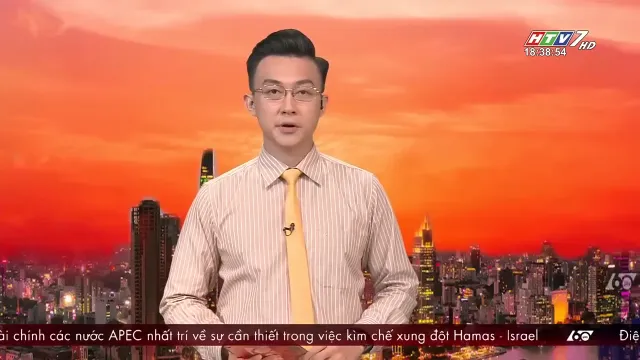 HTV7 HD
18:38:54
ài chính các nước APEC nhất trí về sự cần thiết trong việc kìm chế xung đột Hamas - Israel 60 Điệ